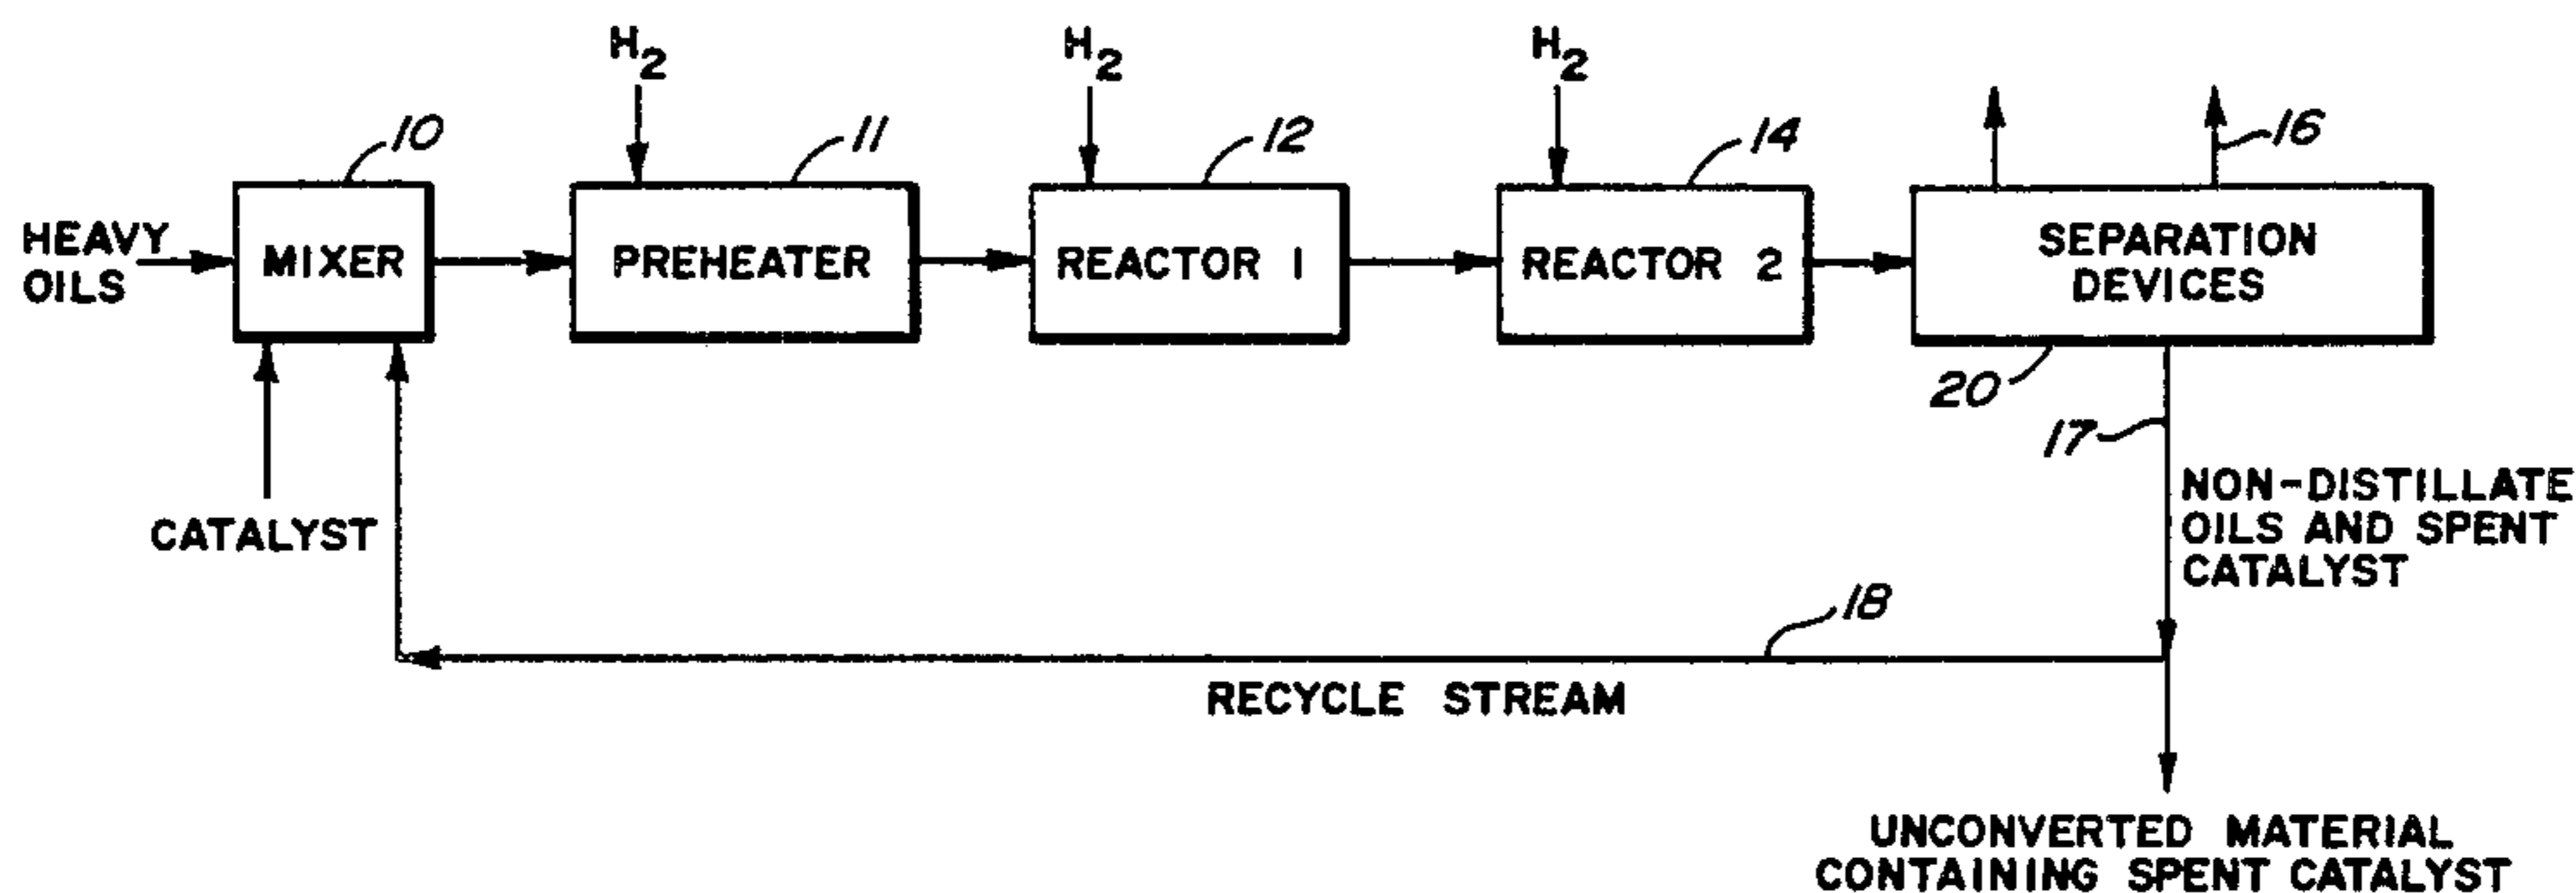 H2
H2
H2
10
11
12
14
16
HEAVY
OILS
MIXER
PREHEATER
REACTOR 1
REACTOR 2
SEPARATION
DEVICES
20
17
CATALYST
NON-DISTILLATE
OILS AND SPENT
CATALYST
18
RECYCLE STREAM
UNCONVERTED MATERIAL
CONTAINING SPENT CATALYST